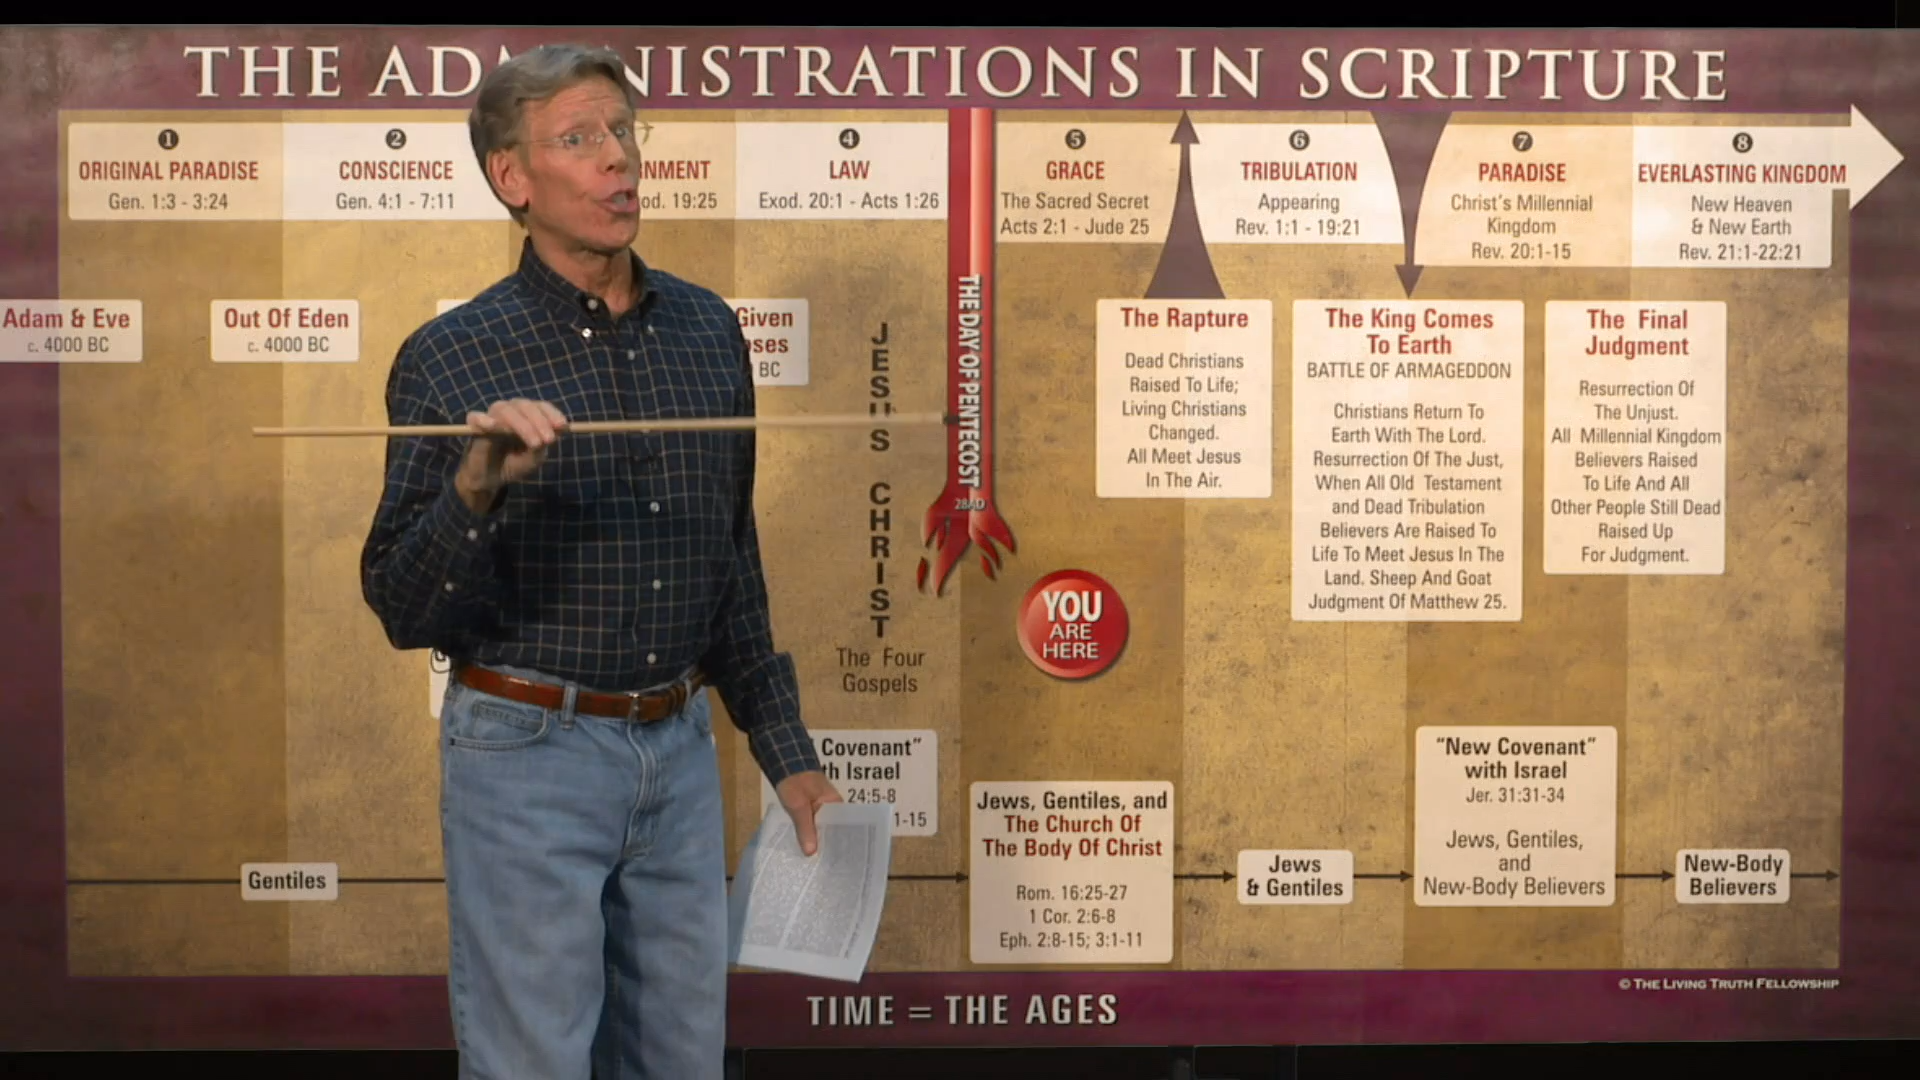 THE AD NISTRATIONS IN SCRIPTURE
1
ORIGINAL PARADISE
Gen. 1:3 - 3:24
2
CONSCIENCE
Gen. 4:1 - 7:11
RNMENT
od. 19:25
4
LAW
Exod. 20:1 - Acts 1:26
5
GRACE
The Sacred Secret
Acts 2:1 - Jude 25
6
TRIBULATION
Appearing
Rev. 1:1 - 19:21
7
PARADISE
Christ's Millennial
Kingdom
Rev. 20:1-15
8
EVERLASTING KINGDOM
New Heaven
& New Earth
Rev. 21:1-22:21
Adam & Eve
c. 4000 BC
Out Of Eden
c. 4000 BC
Given
oses
BC
JESUS CHRIST
The Four
Gospels
THE DAY OF PENTECOST
28AD
YOU
ARE
HERE
The Rapture
Dead Christians
Raised To Life;
Living Christians
Changed.
All Meet Jesus
In The Air.
The King Comes
To Earth
BATTLE OF ARMAGEDDON
Christians Return To
Earth With The Lord.
Resurrection Of The Just,
When All Old Testament
and Dead Tribulation
Believers Are Raised To
Life To Meet Jesus In The
Land. Sheep And Goat
Judgment Of Matthew 25.
The Final
Judgment
Resurrection Of
The Unjust.
All Millennial Kingdom
Believers Raised
To Life And All
Other People Still Dead
Raised Up
For Judgment.
Gentiles
Covenant"
th Israel
24:5-8
1-15
Jews, Gentiles, and
The Church Of
The Body Of Christ
Rom. 16:25-27
1 Cor. 2:6-8
Eph. 2:8-15; 3:1-11
Jews
& Gentiles
"New Covenant"
with Israel
Jer. 31:31-34
Jews, Gentiles,
and
New-Body Believers
New-Body
Believers
© THE LIVING TRUTH FELLOWSHIP
TIME = THE AGES